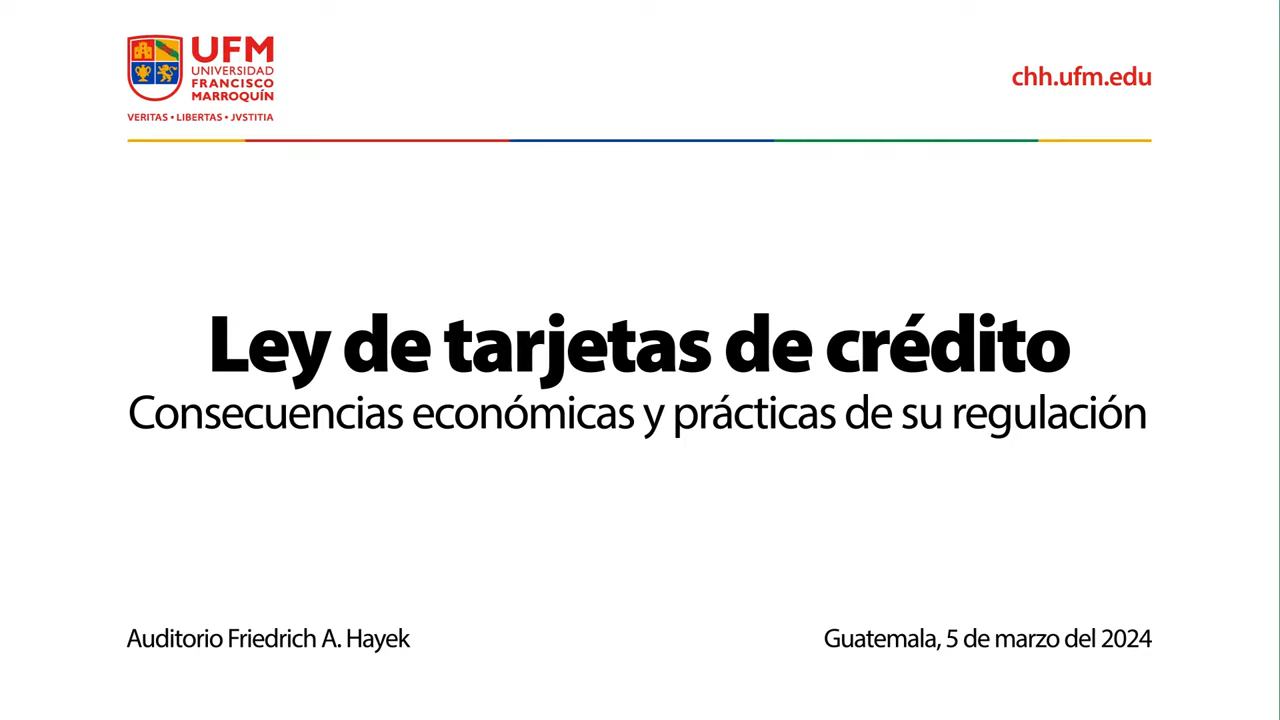 UFM
UNIVERSIDAD
FRANCISCO
MARROQUÍN
VERITAS • LIBERTAS • JVSTITIA
chh.ufm.edu
Ley de tarjetas de crédito
Consecuencias económicas y prácticas de su regulación
Auditorio Friedrich A. Hayek
Guatemala, 5 de marzo del 2024